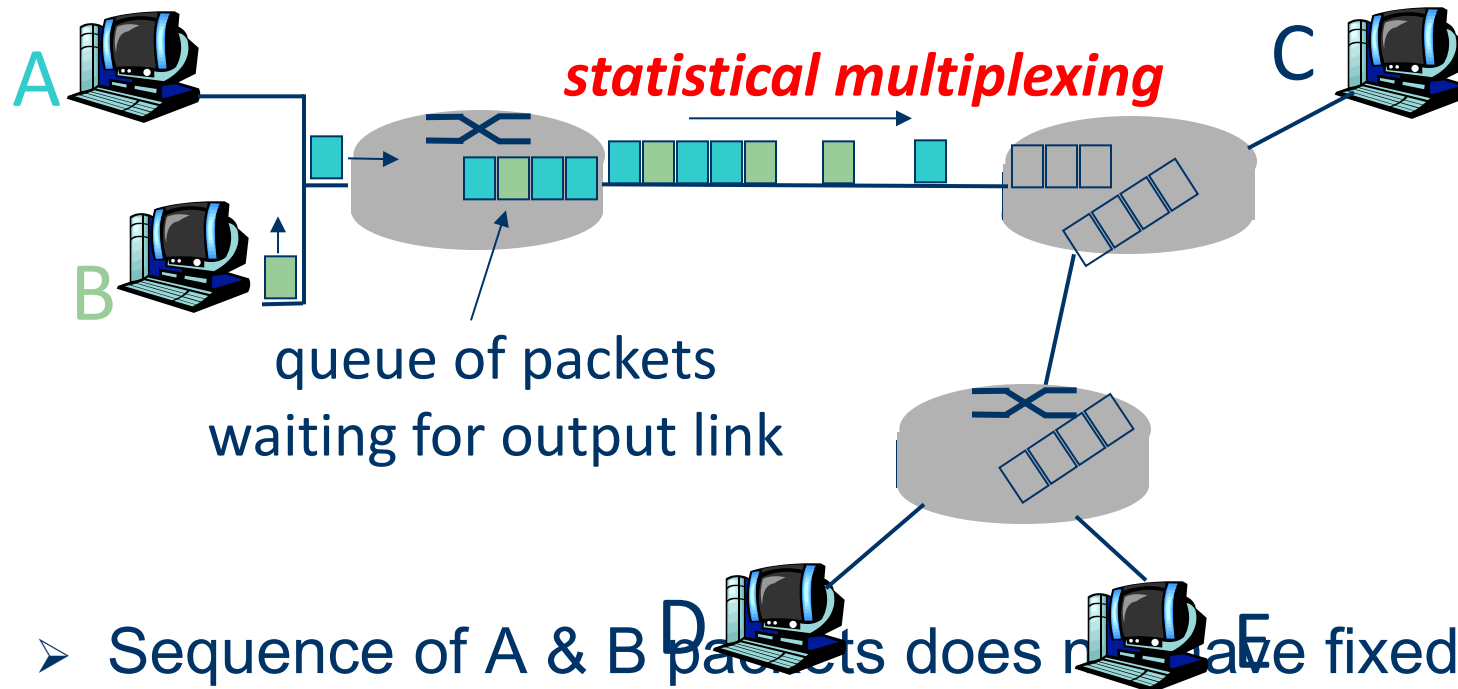 A
statistical multiplexing
C
B
queue of packets
waiting for output link
D
E
Sequence of A & B does fixed